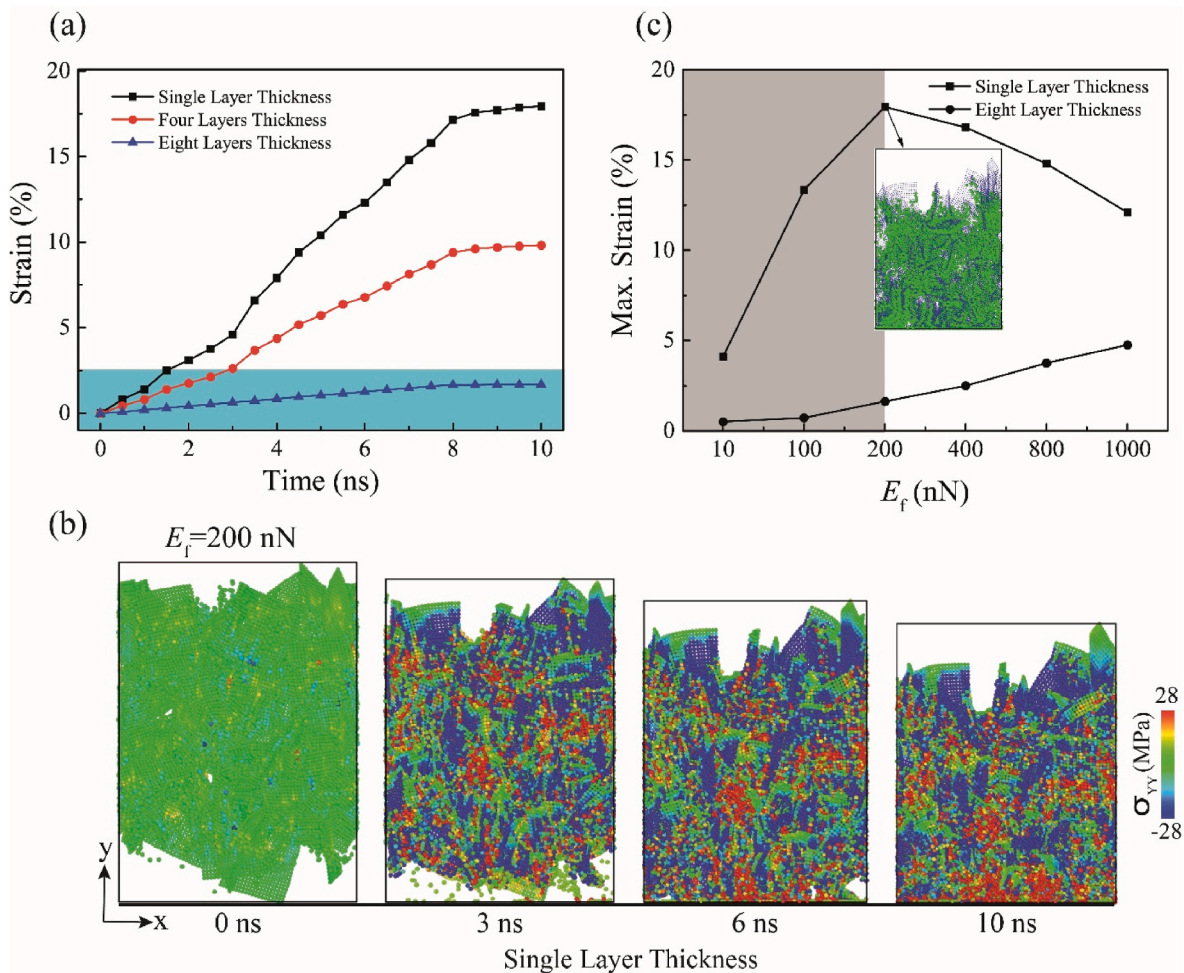 (a)
Strain (%)
20
15
10
5
0
Single Layer Thickness
Four Layers Thickness
Eight Layers Thickness
0 2 4 6 8 10
Time (ns)
(c)
Max. Strain (%)
20
15
10
5
0
Single Layer Thickness
Eight Layer Thickness
10 100 200 400 800 1000
E_f (nN)
(b)
E_f=200 nN
y
x
0 ns 3 ns 6 ns 10 ns
28
σ_YY (MPa)
-28
Single Layer Thickness